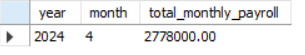 year month total_monthly_payroll
2024 4 2778000.00